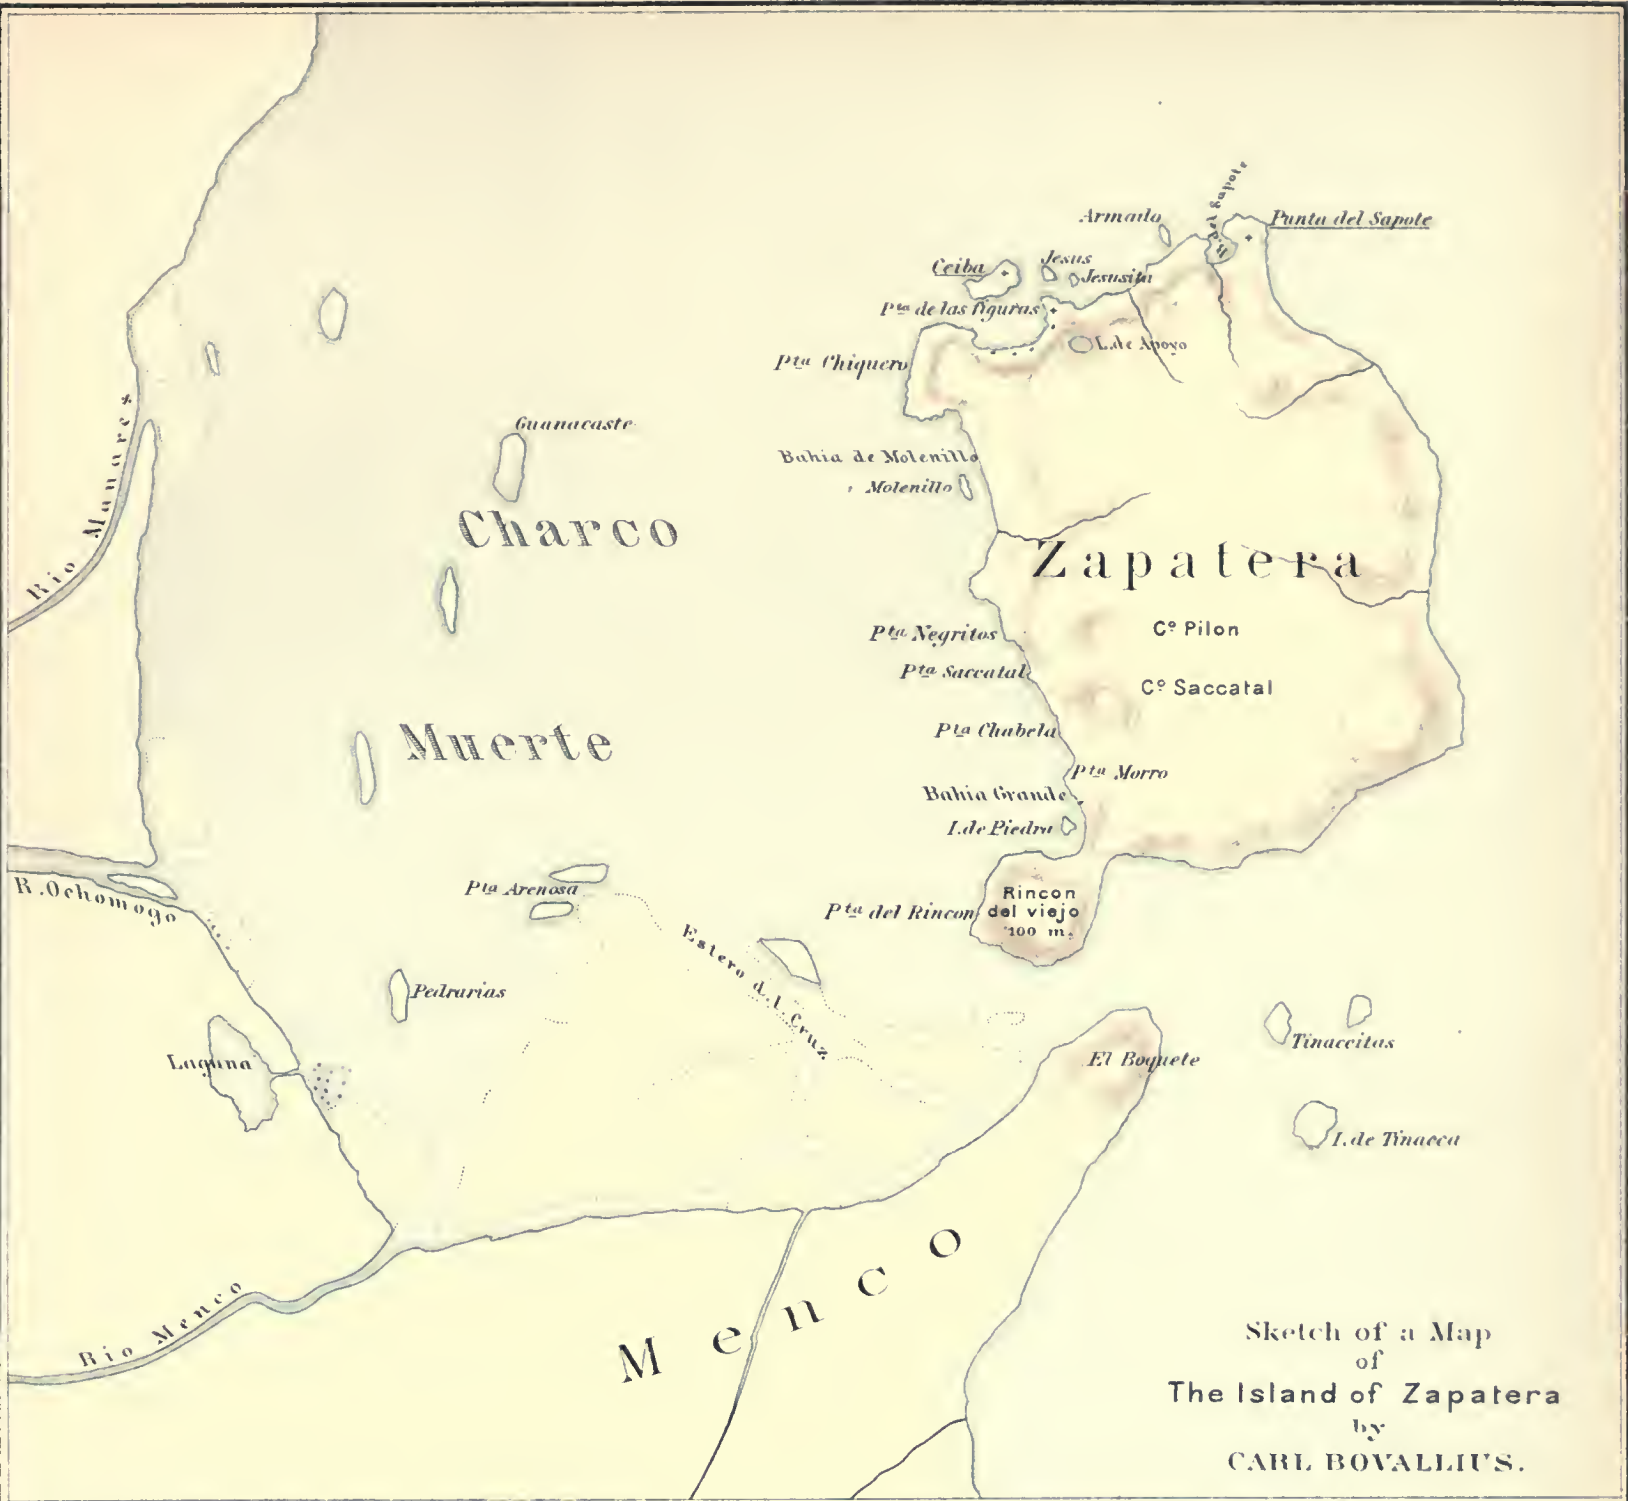 B. del Sapote
Armado
Punta del Sapote
Ceiba
Jesus
Jesusita
Pta de las figuras
L. de Apoyo
Pta Chiquero
Guanacaste
Rio Manares
Bahia de Molenillo
Molenillo
Charco
Zapatera
Pta Negritos
Co Pilon
Pta Saccatal
Co Saccatal
Pta Chabela
Muerte
Pta Morro
Bahia Grande
I. de Piedra
R. Ochomogo
Pta Arenosa
Rincon
del viejo
100 m.
Pta del Rincon
Estero d. l. Cruz
Pedrarias
Laguna
El Boquete
Tinaccitas
I. de Tinacca
Menco
Rio Menco
Sketch of a Map
of
The Island of Zapatera
by
CARL BOVALLIUS.